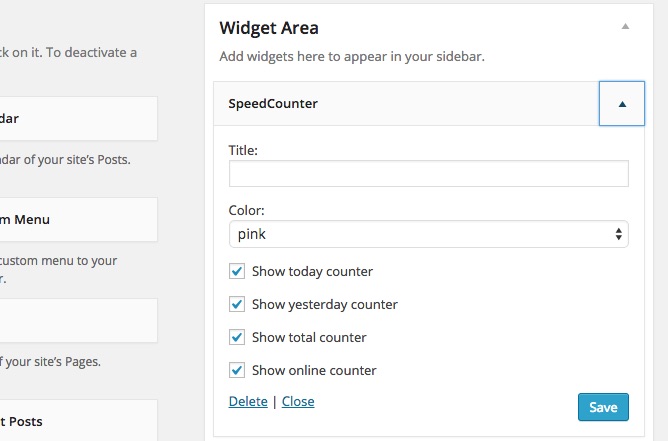 ck on it. To deactivate a
dar
dar of your site's Posts.
m Menu
custom menu to your
r.
f your site's Pages.
t Posts
Widget Area
Add widgets here to appear in your sidebar.
SpeedCounter
Title:
Color:
pink
Show today counter
Show yesterday counter
Show total counter
Show online counter
Delete | Close
Save